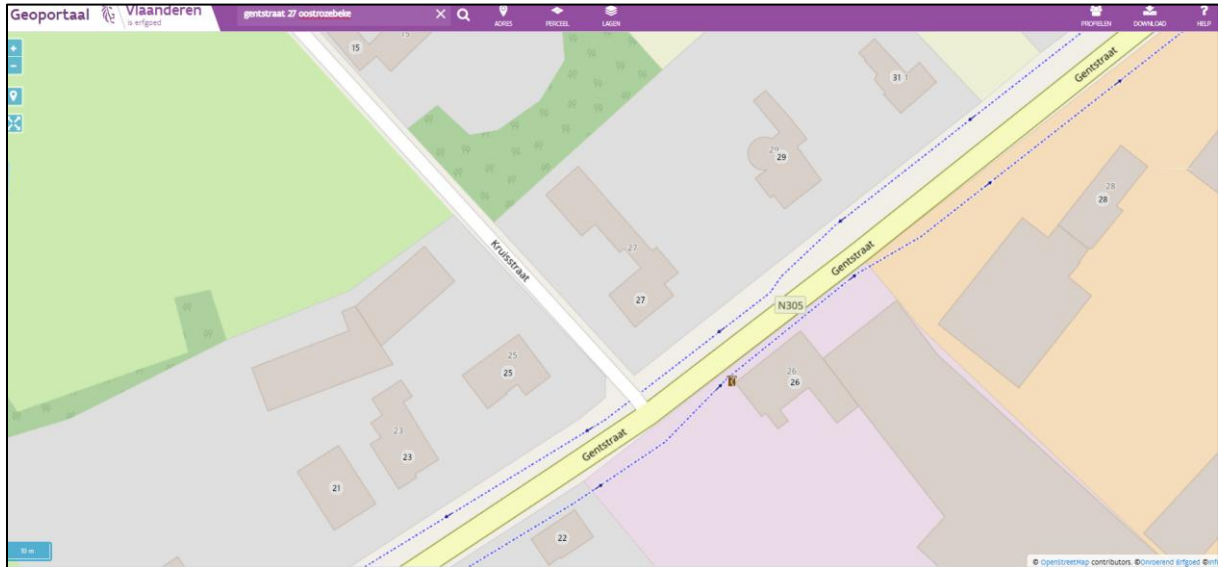 Geoportaal Vlaanderen is erfgoed
gentstraat 27 oostrozebeke
ADRES PERCEEL LAGEN
PROFIELEN DOWNLOAD HELP
15
15
31
Gentstraat
29
29
28
28
Kruisstraat
27
27
Gentstraat
N305
25
25
26
26
23
23
Gentstraat
21
22
10 m
© OpenStreetMap contributors. ©Onroerend Erfgoed